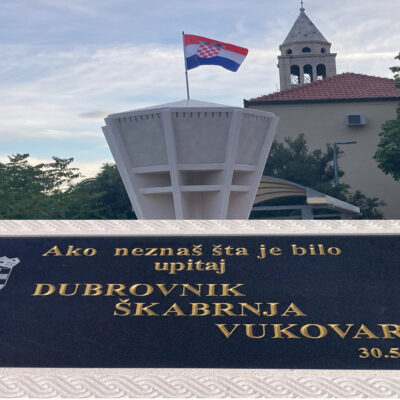 Ako neznaš šta je bilo
upitaj
DUBROVNIK
ŠKABRNJA
VUKOVAR
30.5